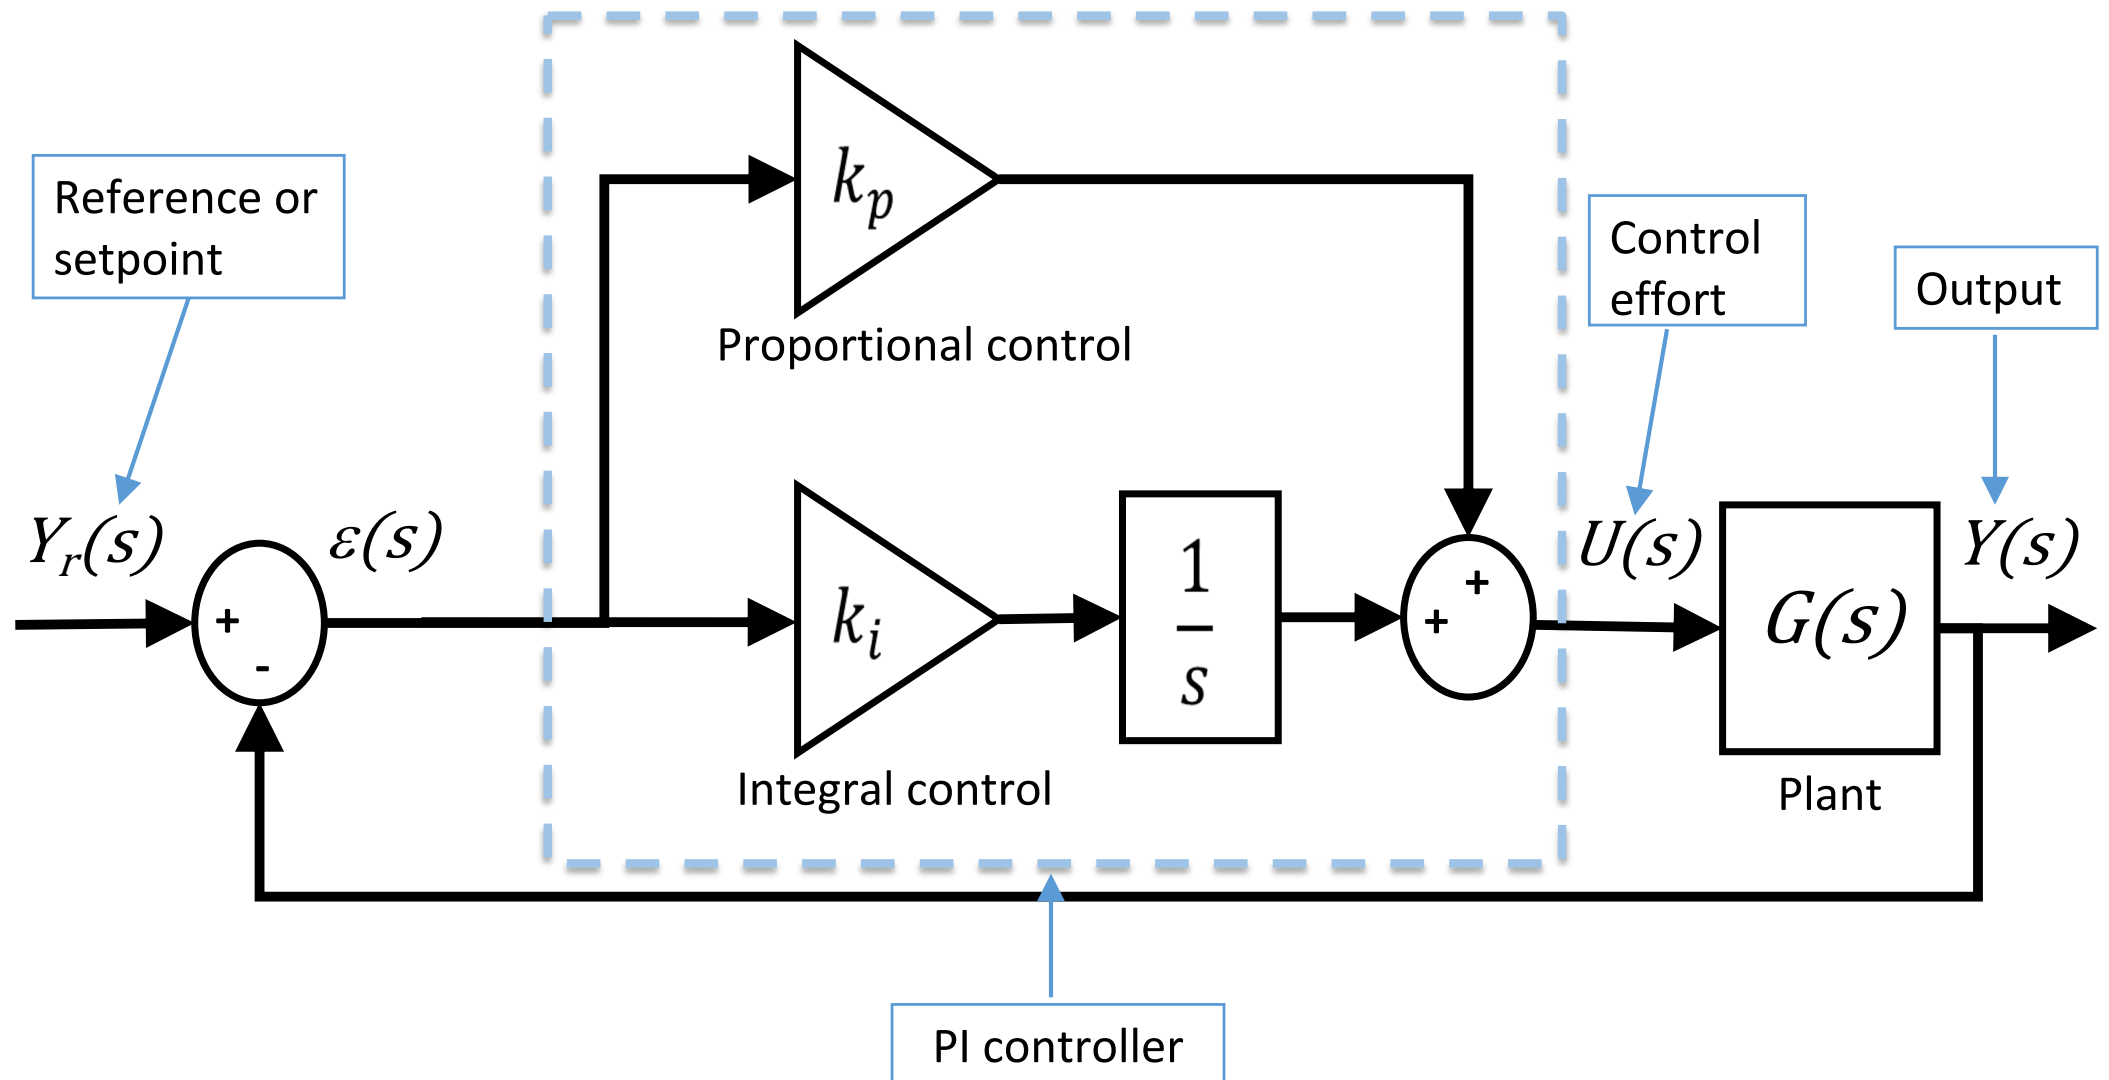 Reference or
setpoint
k_p
Proportional control
Control
effort
Output
Y_r(s)
ε(s)
+
-
k_i
Integral control
1
s
+
+
U(s)
G(s)
Plant
Y(s)
PI controller